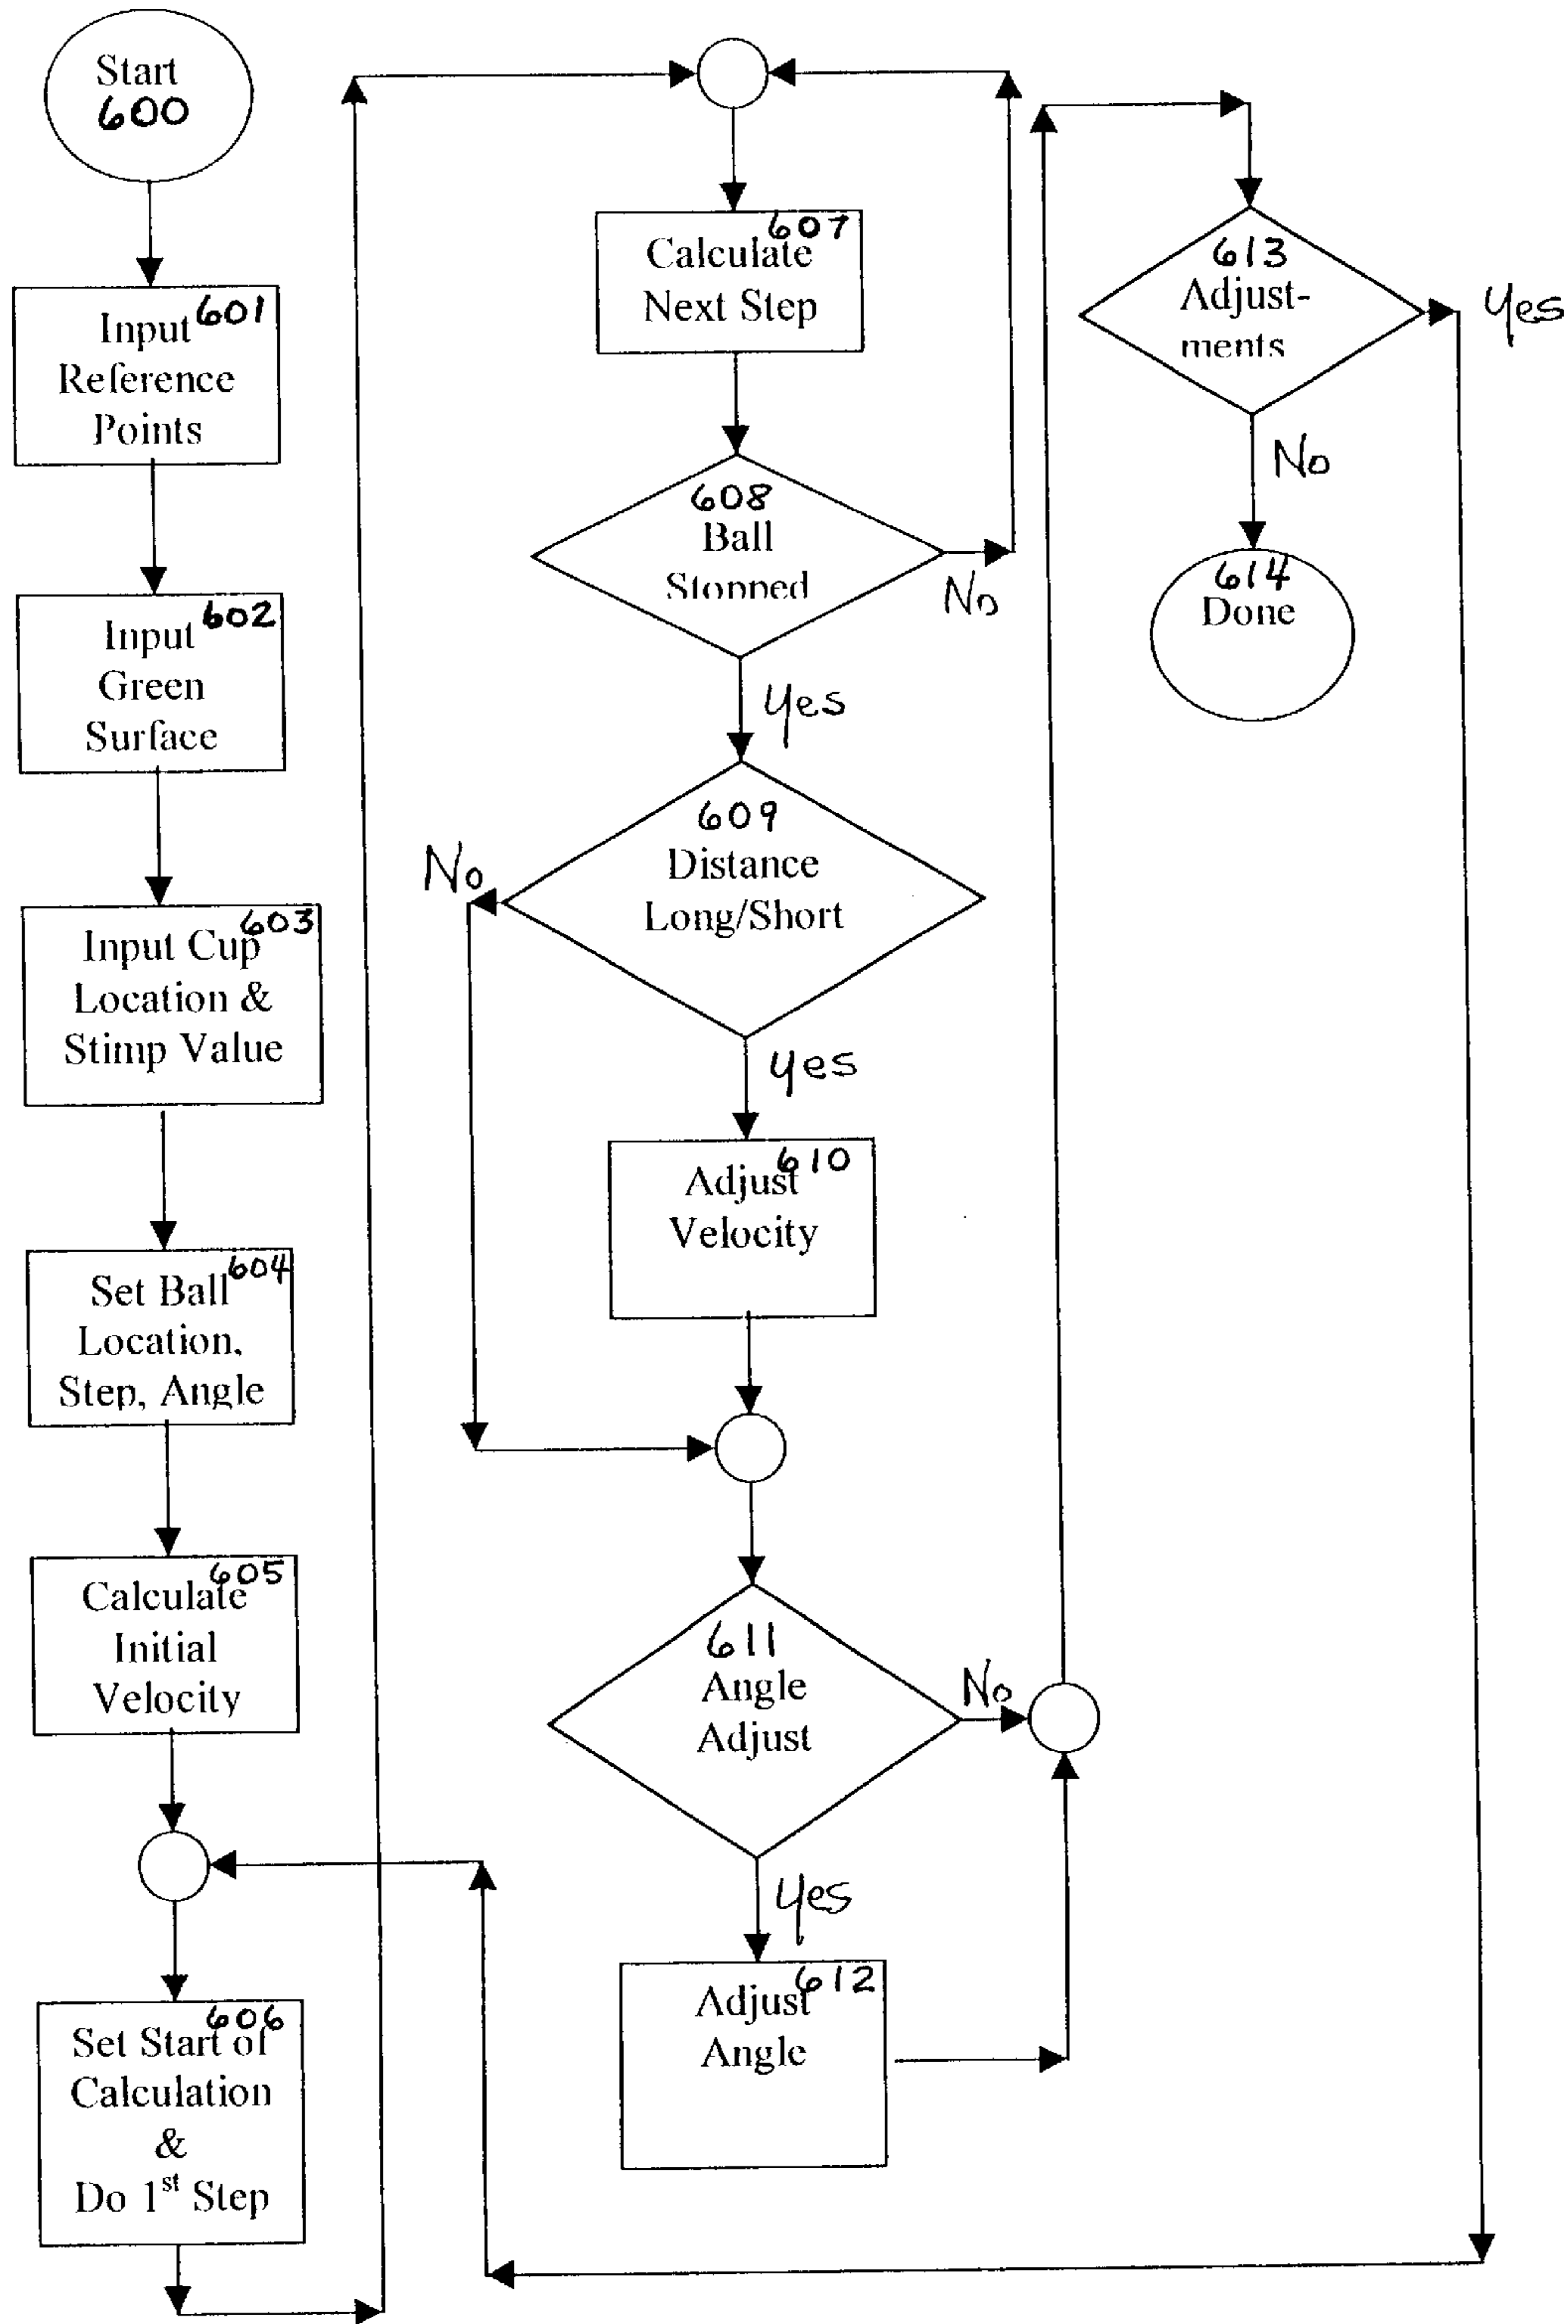 Start
600
Input 601
Reference
Points
Input 602
Green
Surface
603
Input Cup
Location &
Stimp Value
604
Set Ball
Location,
Step, Angle
605
Calculate
Initial
Velocity
606
Set Start of
Calculation
&
Do 1st Step
607
Calculate
Next Step
608
Ball
Stopped
No
Yes
609
Distance
Long/Short
No
Yes
610
Adjust
Velocity
611
Angle
Adjust
No
Yes
612
Adjust
Angle
613
Adjust-
ments
Yes
No
614
Done